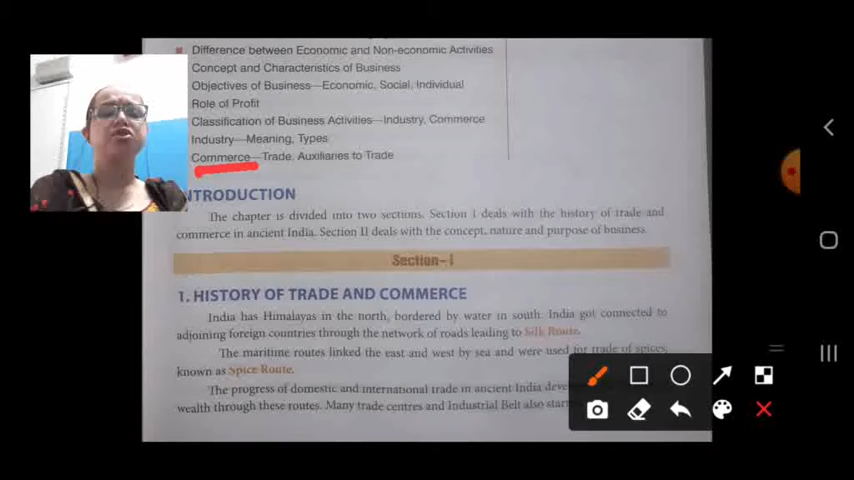 Difference between Economic and Non-economic Activities
Concept and Characteristics of Business
Objectives of Business—Economic, Social, Individual
Role of Profit
Classification of Business Activities—Industry, Commerce
Industry—Meaning, Types
Commerce—Trade, Auxiliaries to Trade
NTRODUCTION
The chapter is divided into two sections. Section I deals with the history of trade and
commerce in ancient India. Section II deals with the concept, nature and purpose of business.
Section-I
1. HISTORY OF TRADE AND COMMERCE
India has Himalayas in the north, bordered by water in south. India got connected to
adjoining foreign countries through the network of roads leading to Silk Route.
The maritime routes linked the east and west by sea and were used for trade of spices,
known as Spice Route.
The progress of domestic and international trade in ancient India
wealth through these routes. Many trade centres and Industrial Belt also